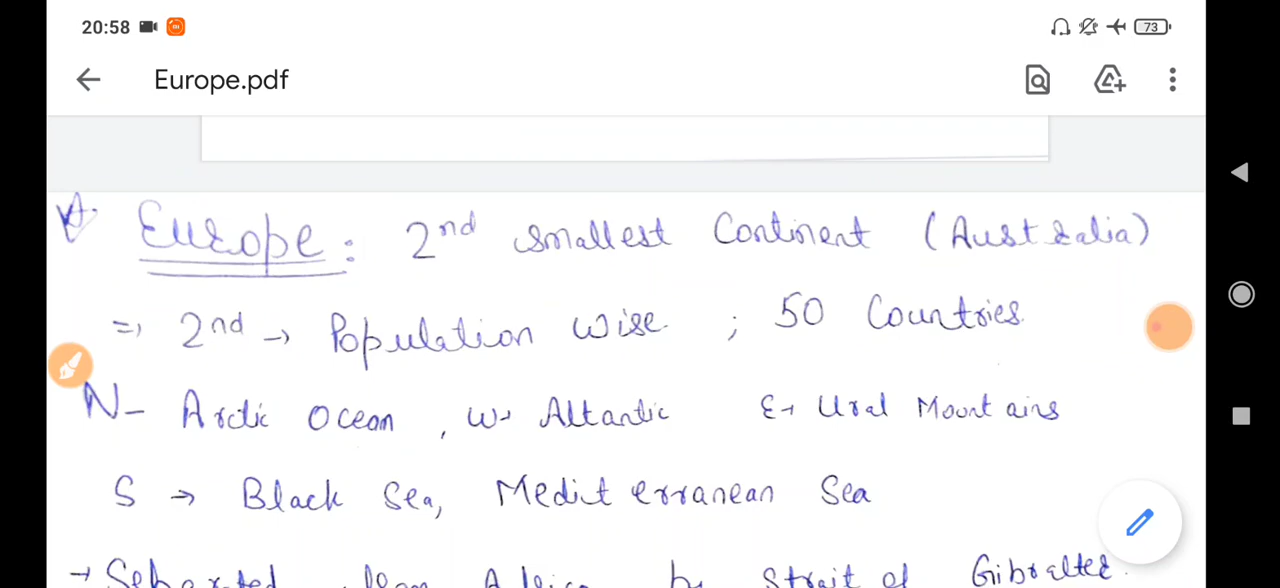 20:58 73
Europe.pdf
Europe: 2nd smallest Continent (Australia)
=) 2nd → Population wise ; 50 Countries.
N- Arctic Ocean, W→ Altantic E→ Ural Mountains
S → Black Sea, Mediterranean Sea
→ by Strait of Gibralter.